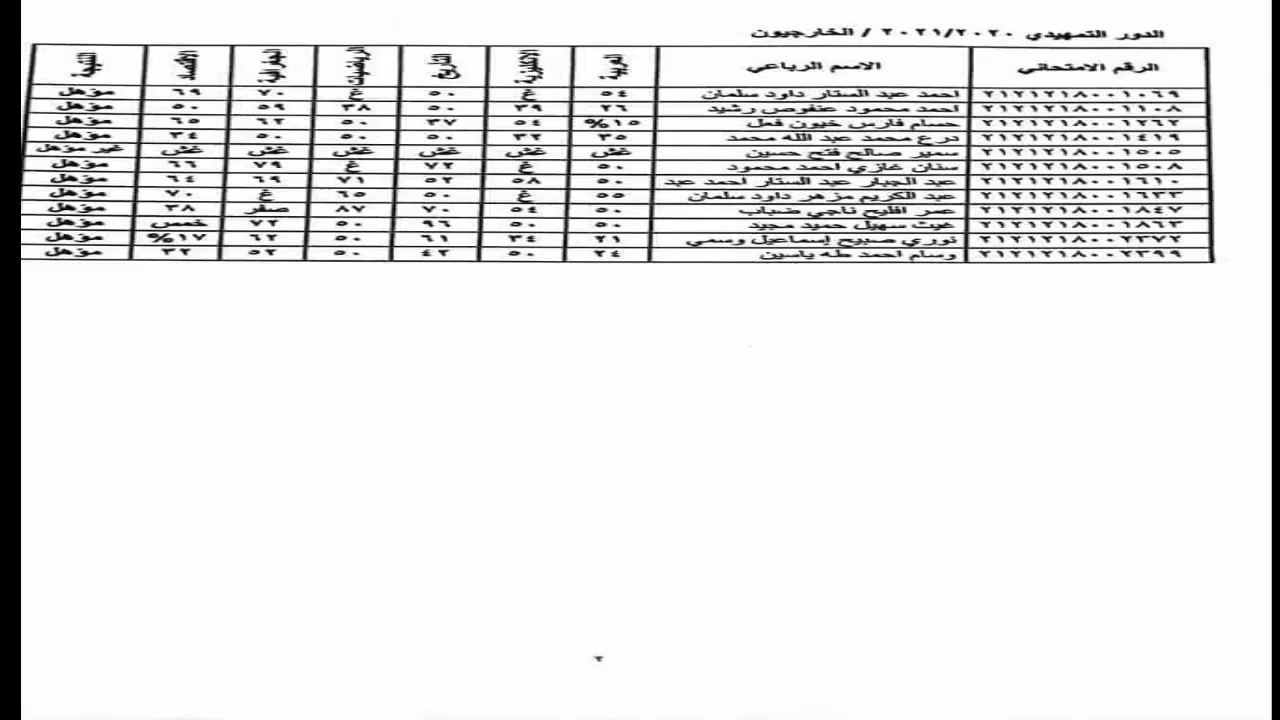 الدور التمهيدي ٢٠٢١/٢٠٢٠ / الخارجيون
الرقم الامتحاني الاسم الرباعي العربية الانكليزية التاريخ الرياضيات الجغرافية الاقتصاد النتيجة
٢١٢١٢١٨٠٠١٠٦٩ احمد عبد الستار داود سلمان ٥٤ غ ٥٠ غ ٧٠ ٦٩ مؤهل
٢١٢١٢١٨٠٠١١٠٨ احمد محمود عنفوص رشيد ٢٦ ٣٩ ٥٠ ٣٨ ٥٩ ٥٠ مؤهل
٢١٢١٢١٨٠٠١٢٦٢ حسام فارس خيون فعل ١٥% ٥٤ ٣٧ ٥٠ ٦٢ ٦٥ مؤهل
٢١٢١٢١٨٠٠١٤١٩ درع محمد عبد الله محمد ٣٥ ٣٢ ٥٠ ٥٠ ٥٠ ٣٤ مؤهل
٢١٢١٢١٨٠٠١٥٠٥ سمير صالح فتح حسين غش غش غش غش غش غش غير مؤهل
٢١٢١٢١٨٠٠١٥٠٨ سنان غازي احمد محمود ٥٠ غ ٧٢ غ ٧٩ ٦٦ مؤهل
٢١٢١٢١٨٠٠١٦١٠ عبد الجبار عبد الستار احمد عبد ٥٠ ٥٨ ٥٢ ٧١ ٦٩ ٦٤ مؤهل
٢١٢١٢١٨٠٠١٦٣٣ عبد الكريم مزهر داود سلمان ٥٥ غ ٥٠ ٦٥ غ ٧٠ مؤهل
٢١٢١٢١٨٠٠١٨٤٧ عمر افليح ناجي ضباب ٥٠ ٥٤ ٧٠ ٨٧ صفر ٣٨ مؤهل
٢١٢١٢١٨٠٠١٨٦٣ غيث سهيل حميد مجيد ٥٠ ٥٠ ٩٦ ٥٠ ٧٢ خمس مؤهل
٢١٢١٢١٨٠٠٢٣٧٢ نوري صبيح إسماعيل وسمي ٢١ ٣٤ ٦١ ٥٠ ٦٢ ١٧% مؤهل
٢١٢١٢١٨٠٠٢٣٩٩ وسام احمد طه ياسين ٢٤ ٥٠ ٤٢ ٥٠ ٥٢ ٣٢ مؤهل
٢